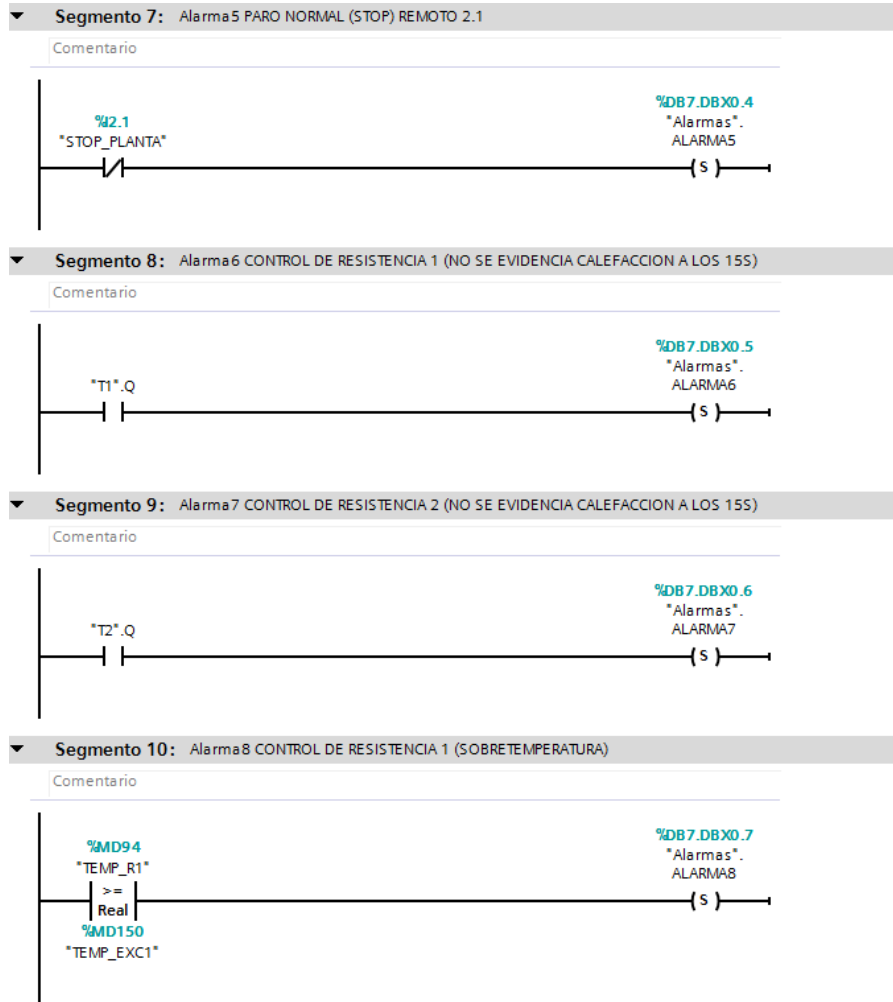 Segmento 7: Alarma5 PARO NORMAL (STOP) REMOTO 2.1
Comentario
%I2.1
"STOP_PLANTA"
%DB7.DBX0.4
"Alarmas".
ALARMA5
S
Segmento 8: Alarma6 CONTROL DE RESISTENCIA 1 (NO SE EVIDENCIA CALEFACCION A LOS 15S)
Comentario
"T1".Q
%DB7.DBX0.5
"Alarmas".
ALARMA6
S
Segmento 9: Alarma7 CONTROL DE RESISTENCIA 2 (NO SE EVIDENCIA CALEFACCION A LOS 15S)
Comentario
"T2".Q
%DB7.DBX0.6
"Alarmas".
ALARMA7
S
Segmento 10: Alarma8 CONTROL DE RESISTENCIA 1 (SOBRETEMPERATURA)
Comentario
%MD94
"TEMP_R1"
>=
Real
%MD150
"TEMP_EXC1"
%DB7.DBX0.7
"Alarmas".
ALARMA8
S